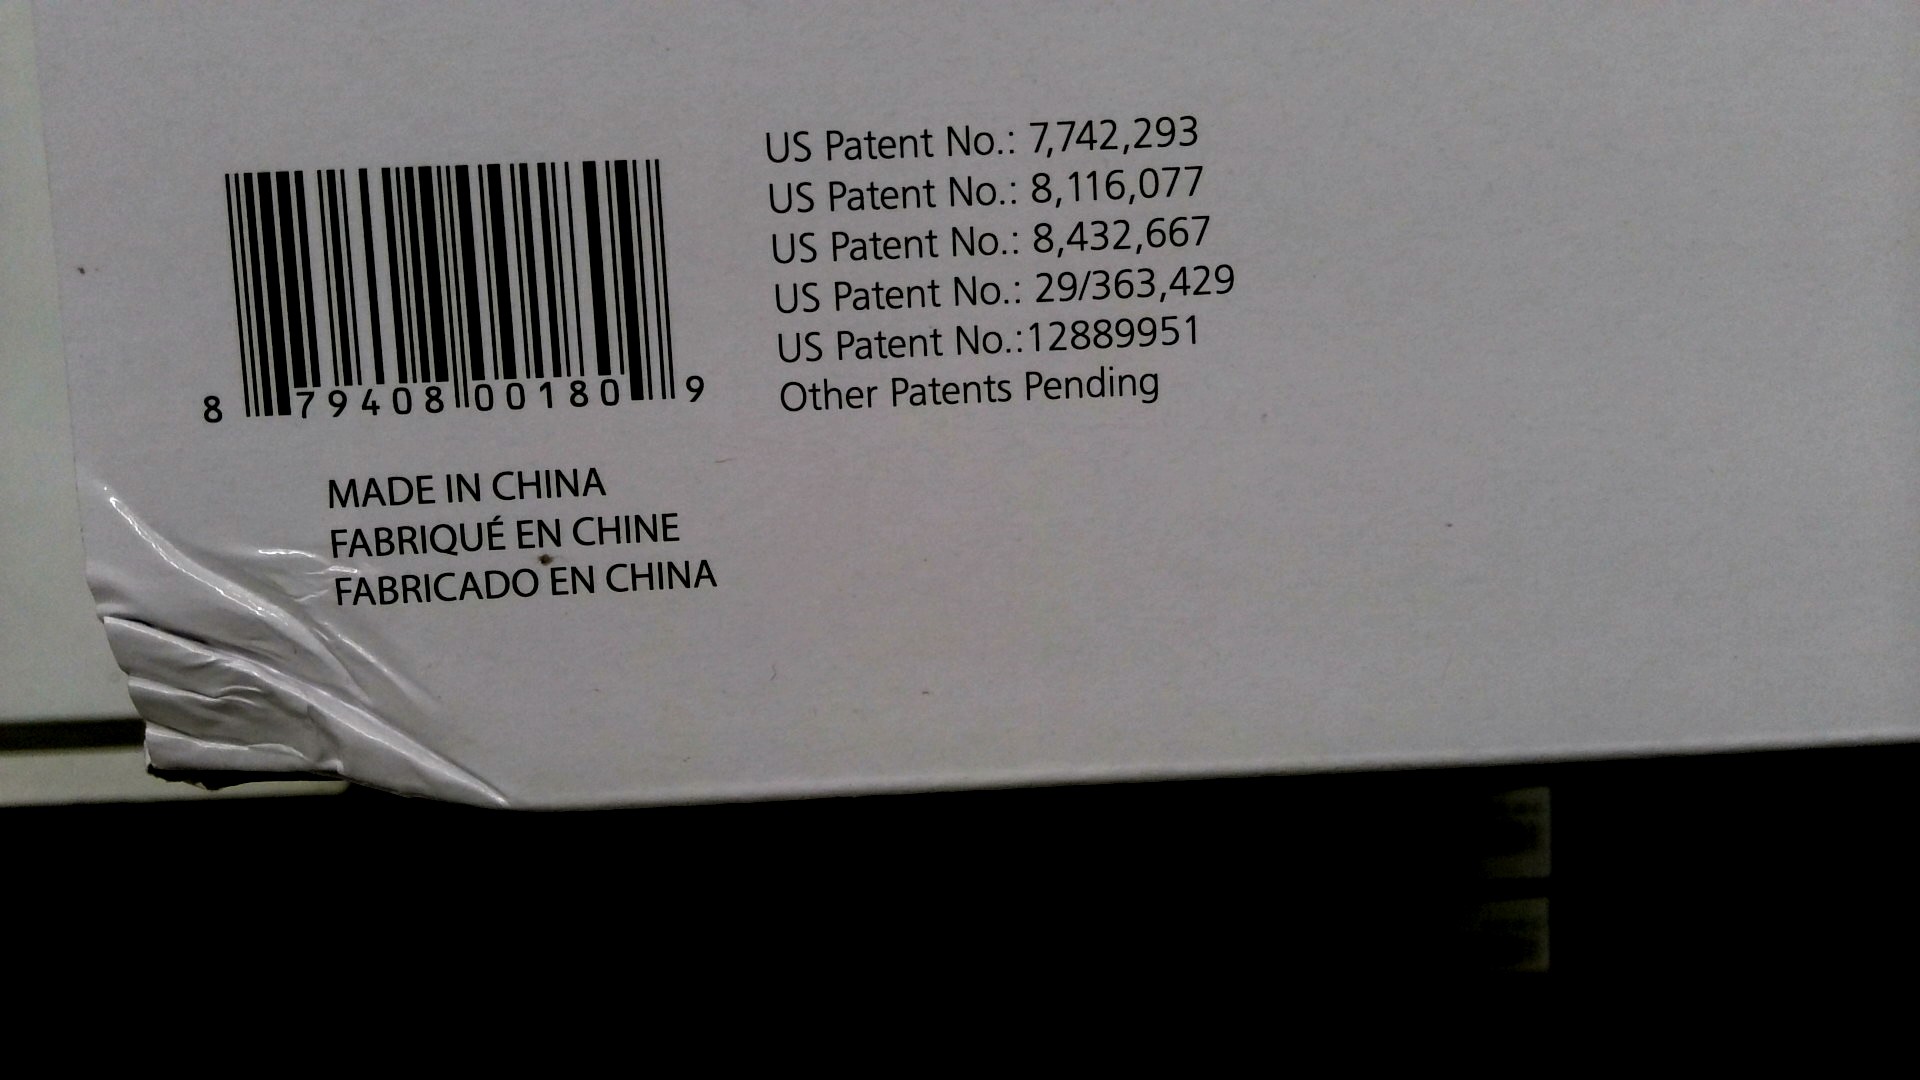 8 79408 00180 9
MADE IN CHINA
FABRIQUÉ EN CHINE
FABRICADO EN CHINA
US Patent No.: 7,742,293
US Patent No.: 8,116,077
US Patent No.: 8,432,667
US Patent No.: 29/363,429
US Patent No.:12889951
Other Patents Pending